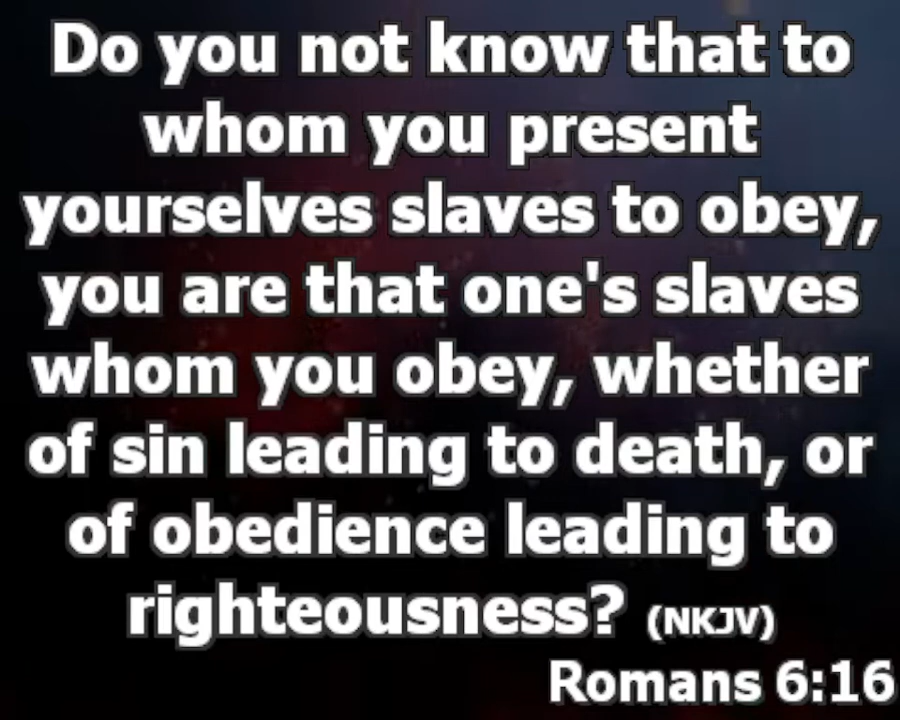 Do you not know that to
whom you present
yourselves slaves to obey,
you are that one's slaves
whom you obey, whether
of sin leading to death, or
of obedience leading to
righteousness? (NKJV)
Romans 6:16